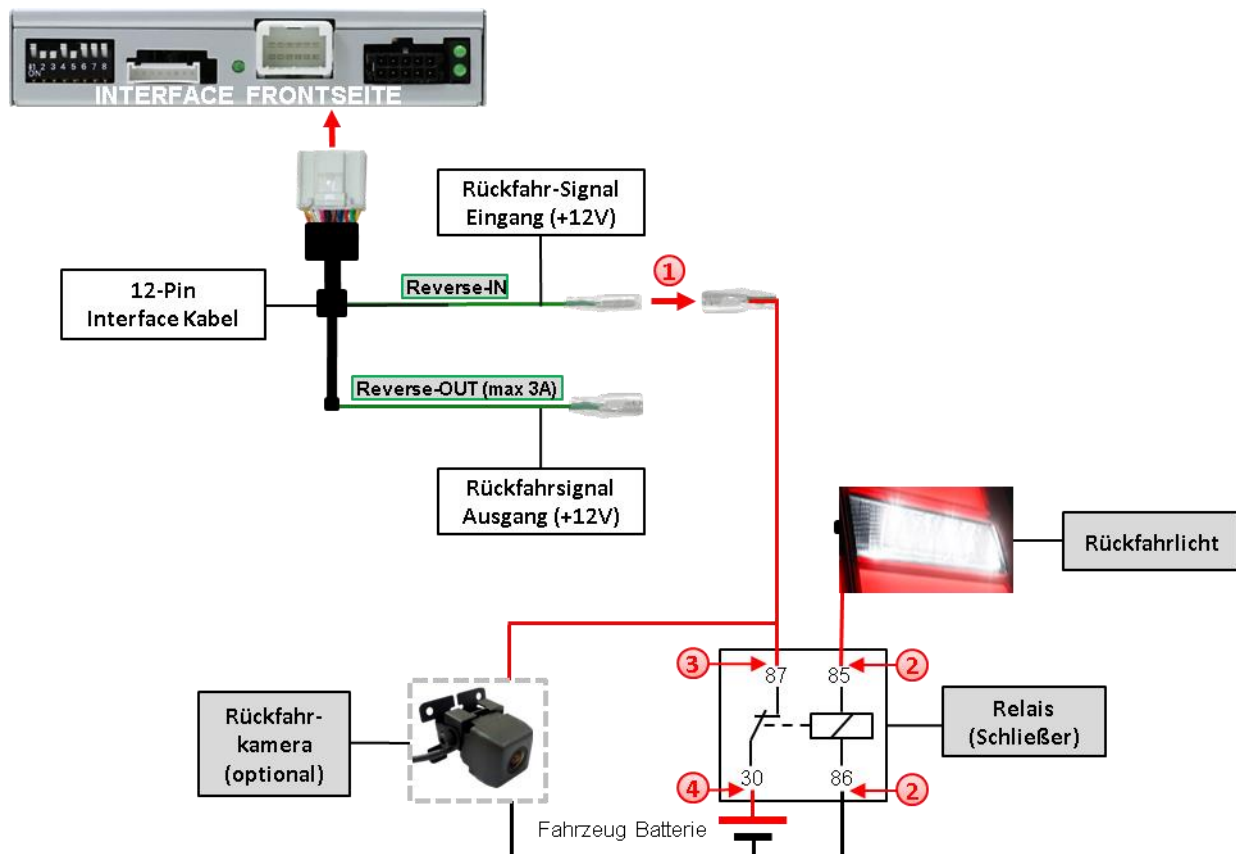 1 2 3 4 5 6 7 8
ON
INTERFACE FRONTSEITE
Rückfahr-Signal
Eingang (+12V)
1
12-Pin
Interface Kabel
Reverse-IN
Reverse-OUT (max 3A)
Rückfahrsignal
Ausgang (+12V)
Rückfahrlicht
3
87
85
2
Rückfahr-
kamera
(optional)
Relais
(Schließer)
4
30
86
2
Fahrzeug Batterie